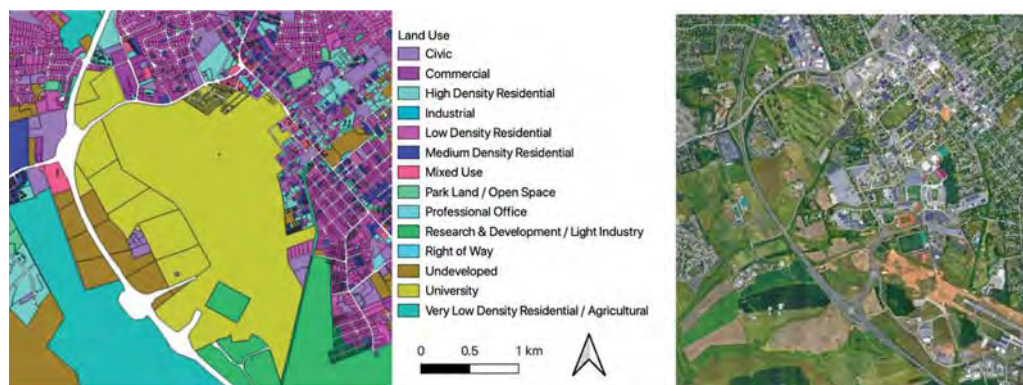 Land Use
Civic
Commercial
High Density Residential
Industrial
Low Density Residential
Medium Density Residential
Mixed Use
Park Land / Open Space
Professional Office
Research & Development / Light Industry
Right of Way
Undeveloped
University
Very Low Density Residential / Agricultural
0 0.5 1 km